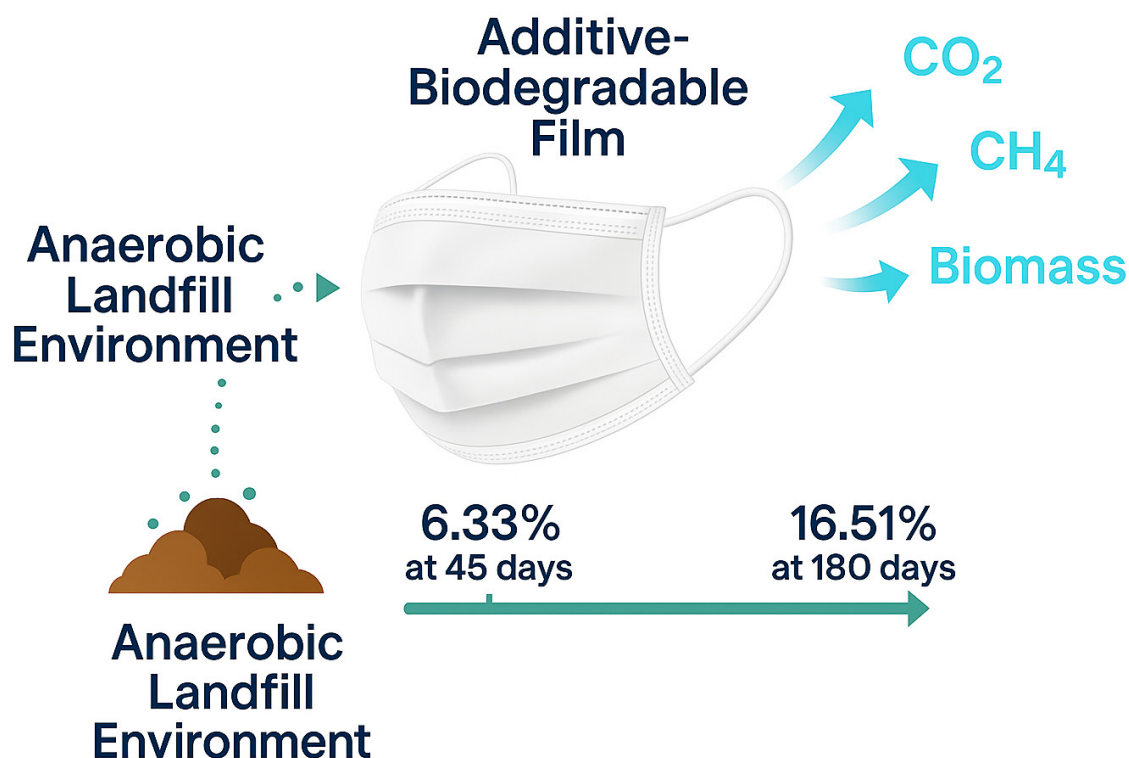 Additive-
Biodegradable
Film
CO₂
CH₄
Biomass
Anaerobic
Landfill
Environment
6.33%
at 45 days
16.51%
at 180 days
Anaerobic
Landfill
Environment